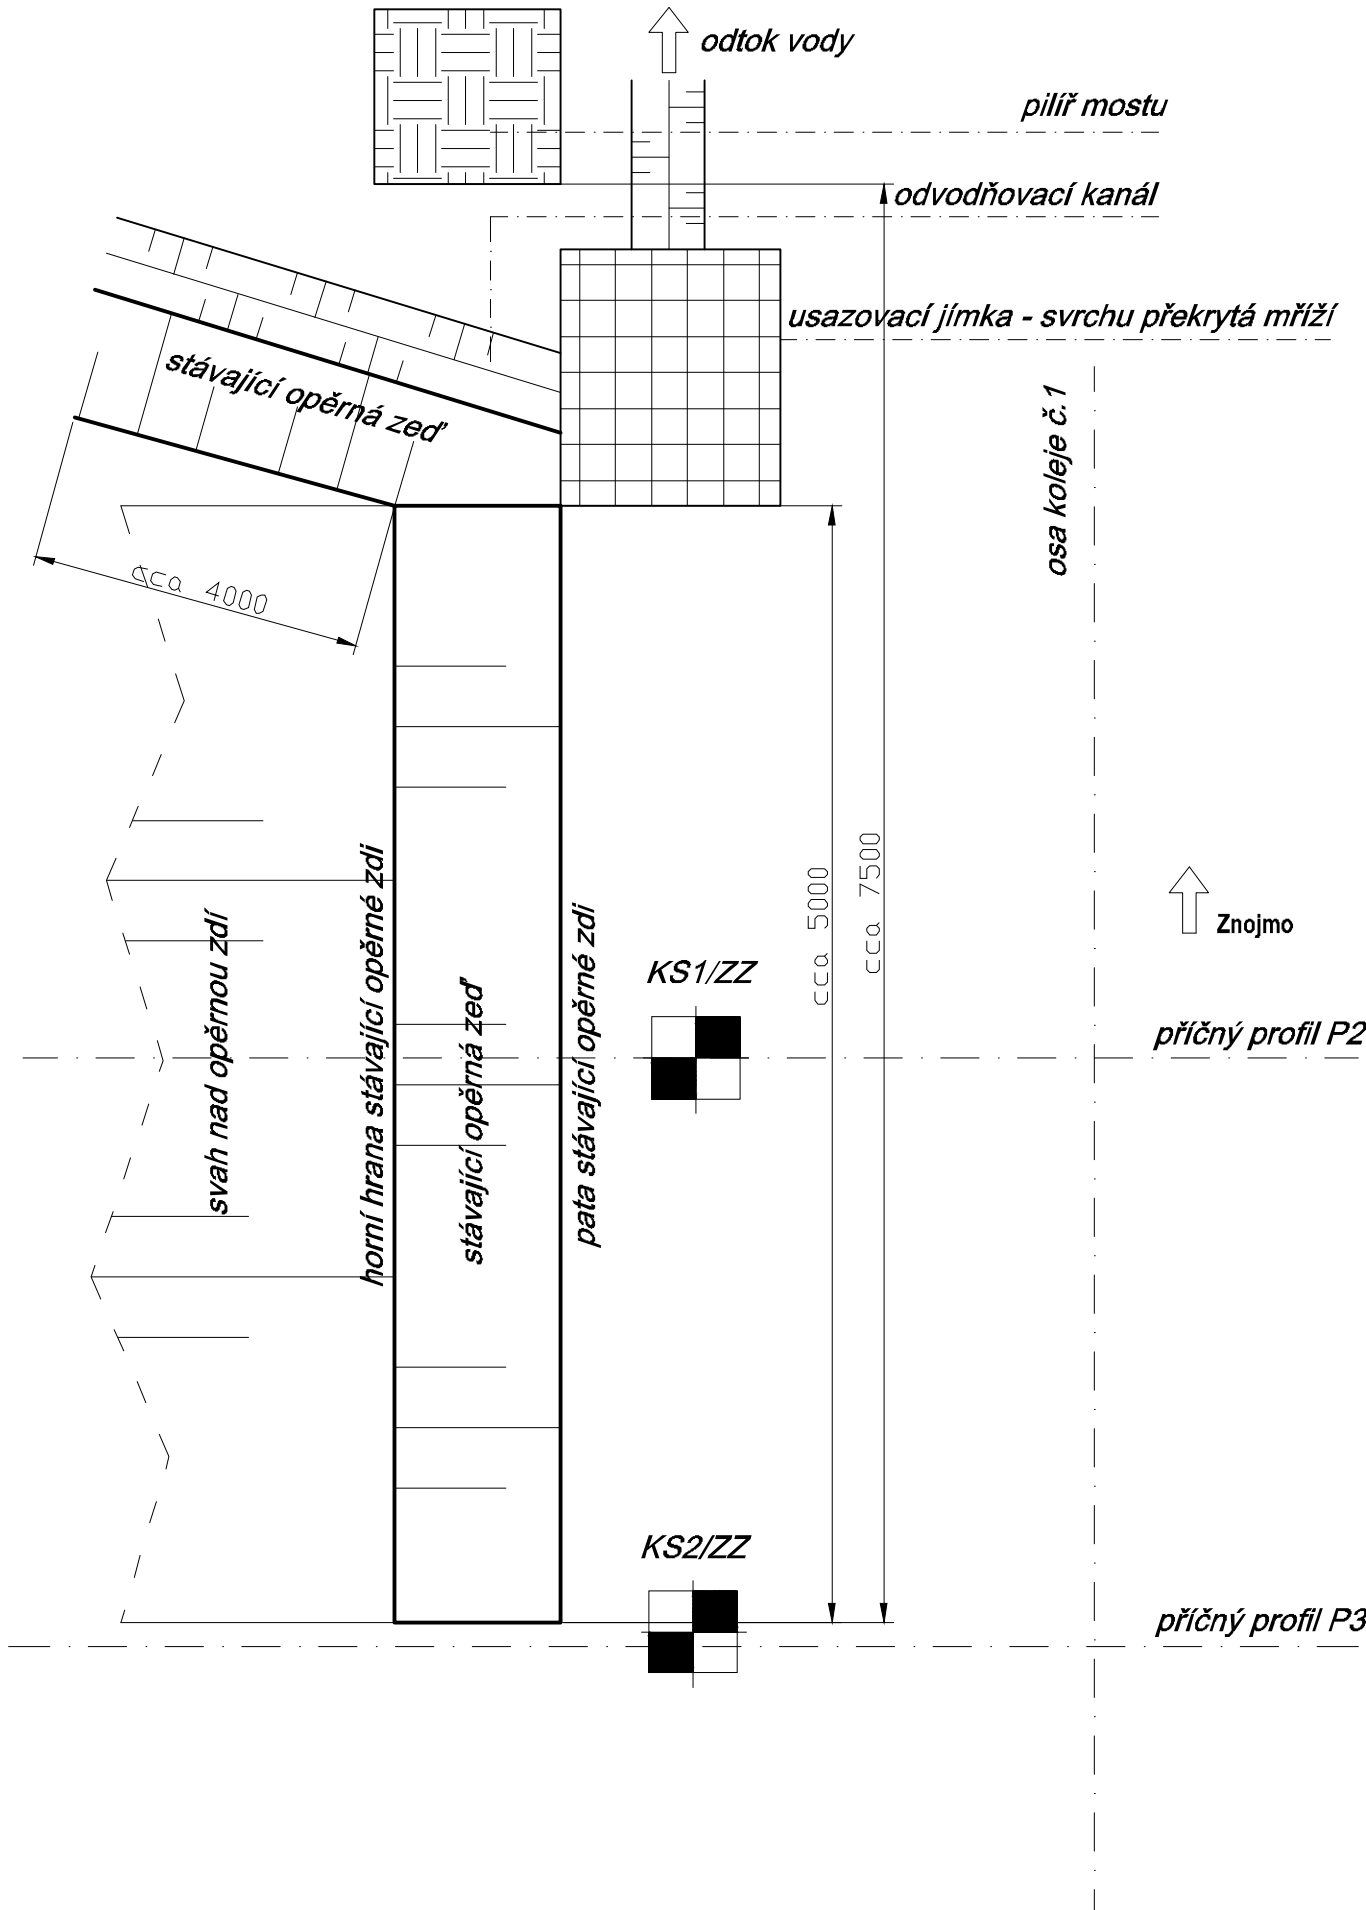 odtok vody
pilíř mostu
odvodňovací kanál
usazovací jímka - svrchu překrytá mříží
stávající opěrná zeď
osa koleje č.1
cca 4000
cca 5000
cca 7500
Znojmo
KS1/ZZ
příčný profil P2
svah nad opěrnou zdí
horní hrana stávající opěrné zdi
stávající opěrná zeď
pata stávající opěrné zdi
KS2/ZZ
příčný profil P3